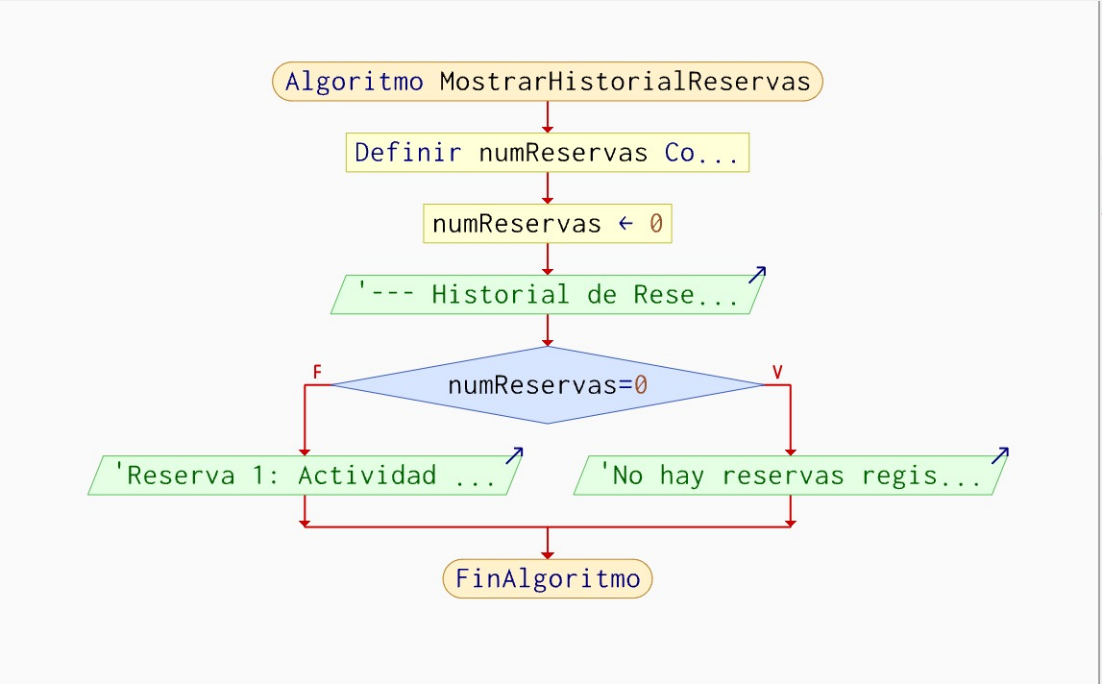 Algoritmo MostrarHistorialReservas
Definir numReservas Co...
numReservas ← 0
'--- Historial de Rese...
F
numReservas=0
V
'Reserva 1: Actividad ...
'No hay reservas regis...
FinAlgoritmo